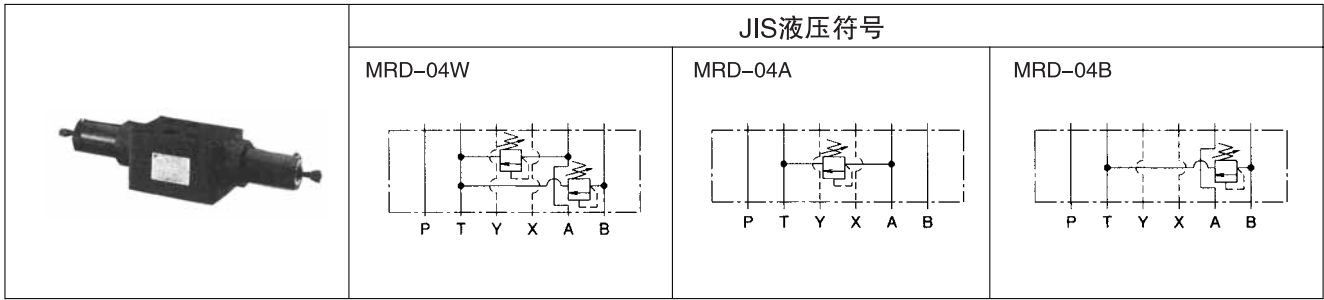 JIS液压符号
MRD–04W
MRD–04A
MRD–04B
P T Y X A B
P T Y X A B
P T Y X A B